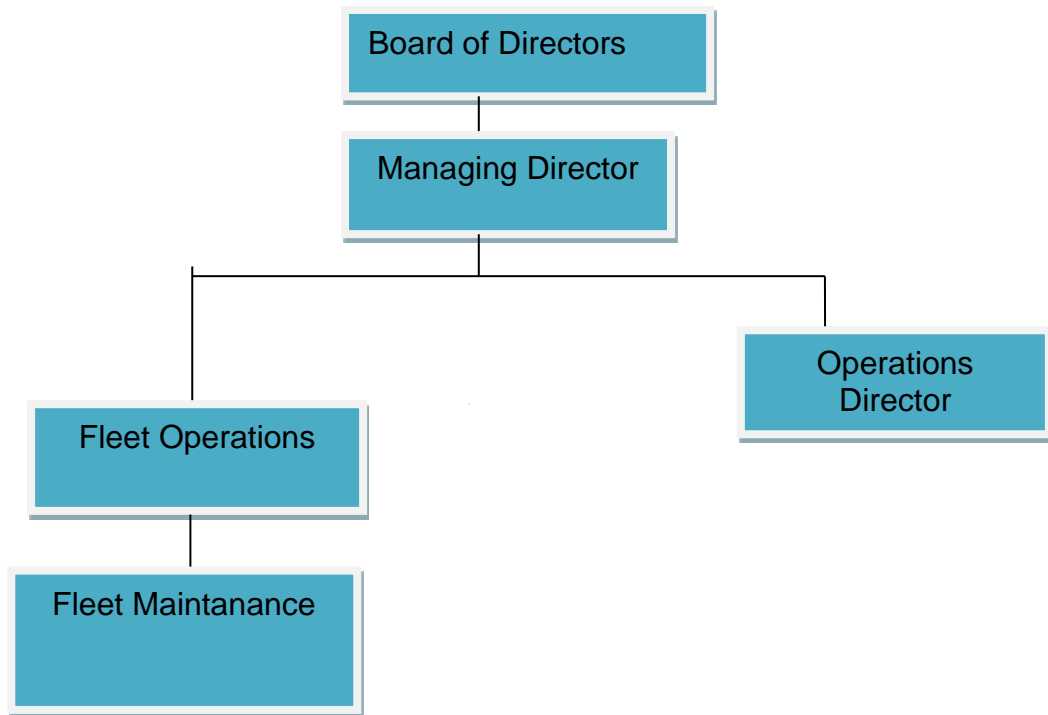 Board of Directors
Managing Director
Operations
Director
Fleet Operations
Fleet Maintanance